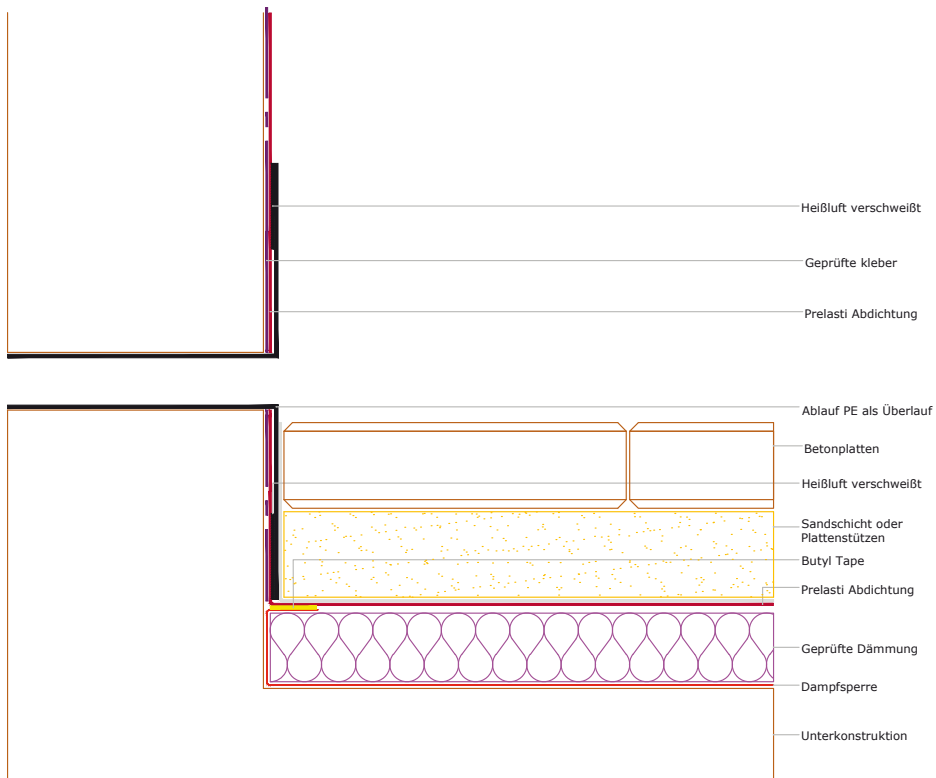 Heißluft verschweißt
Geprüfte kleber
Prelasti Abdichtung
Ablauf PE als Überlauf
Betonplatten
Heißluft verschweißt
Sandschicht oder
Plattenstützen
Butyl Tape
Prelasti Abdichtung
Geprüfte Dämmung
Dampfsperre
Unterkonstruktion